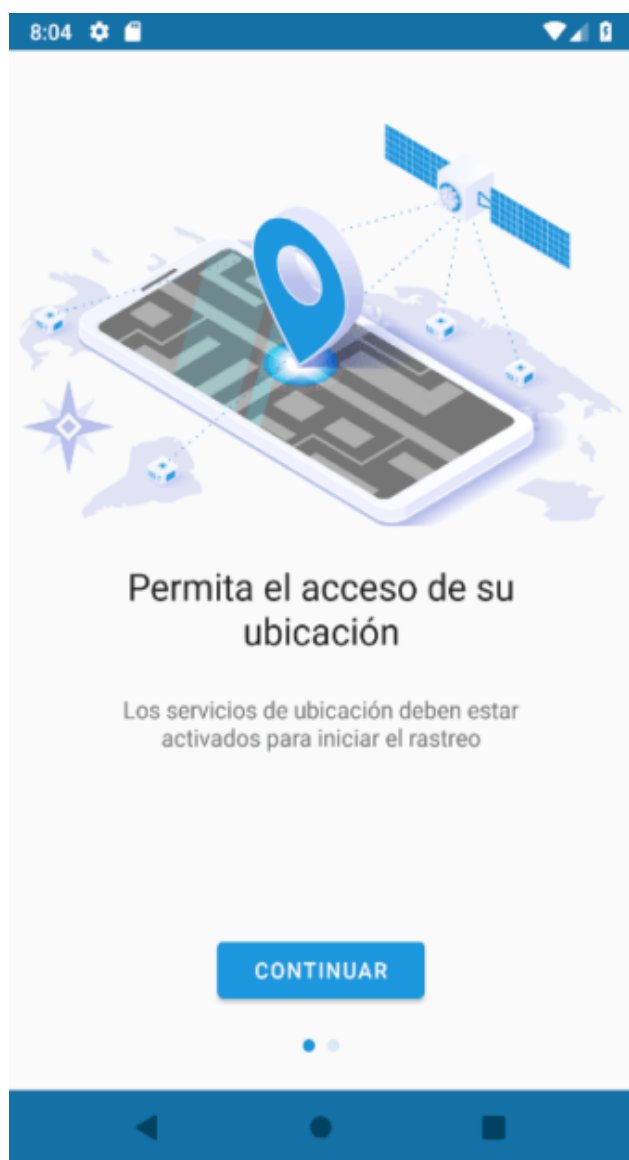 8:04
Permita el acceso de su
ubicación
Los servicios de ubicación deben estar
activados para iniciar el rastreo
CONTINUAR